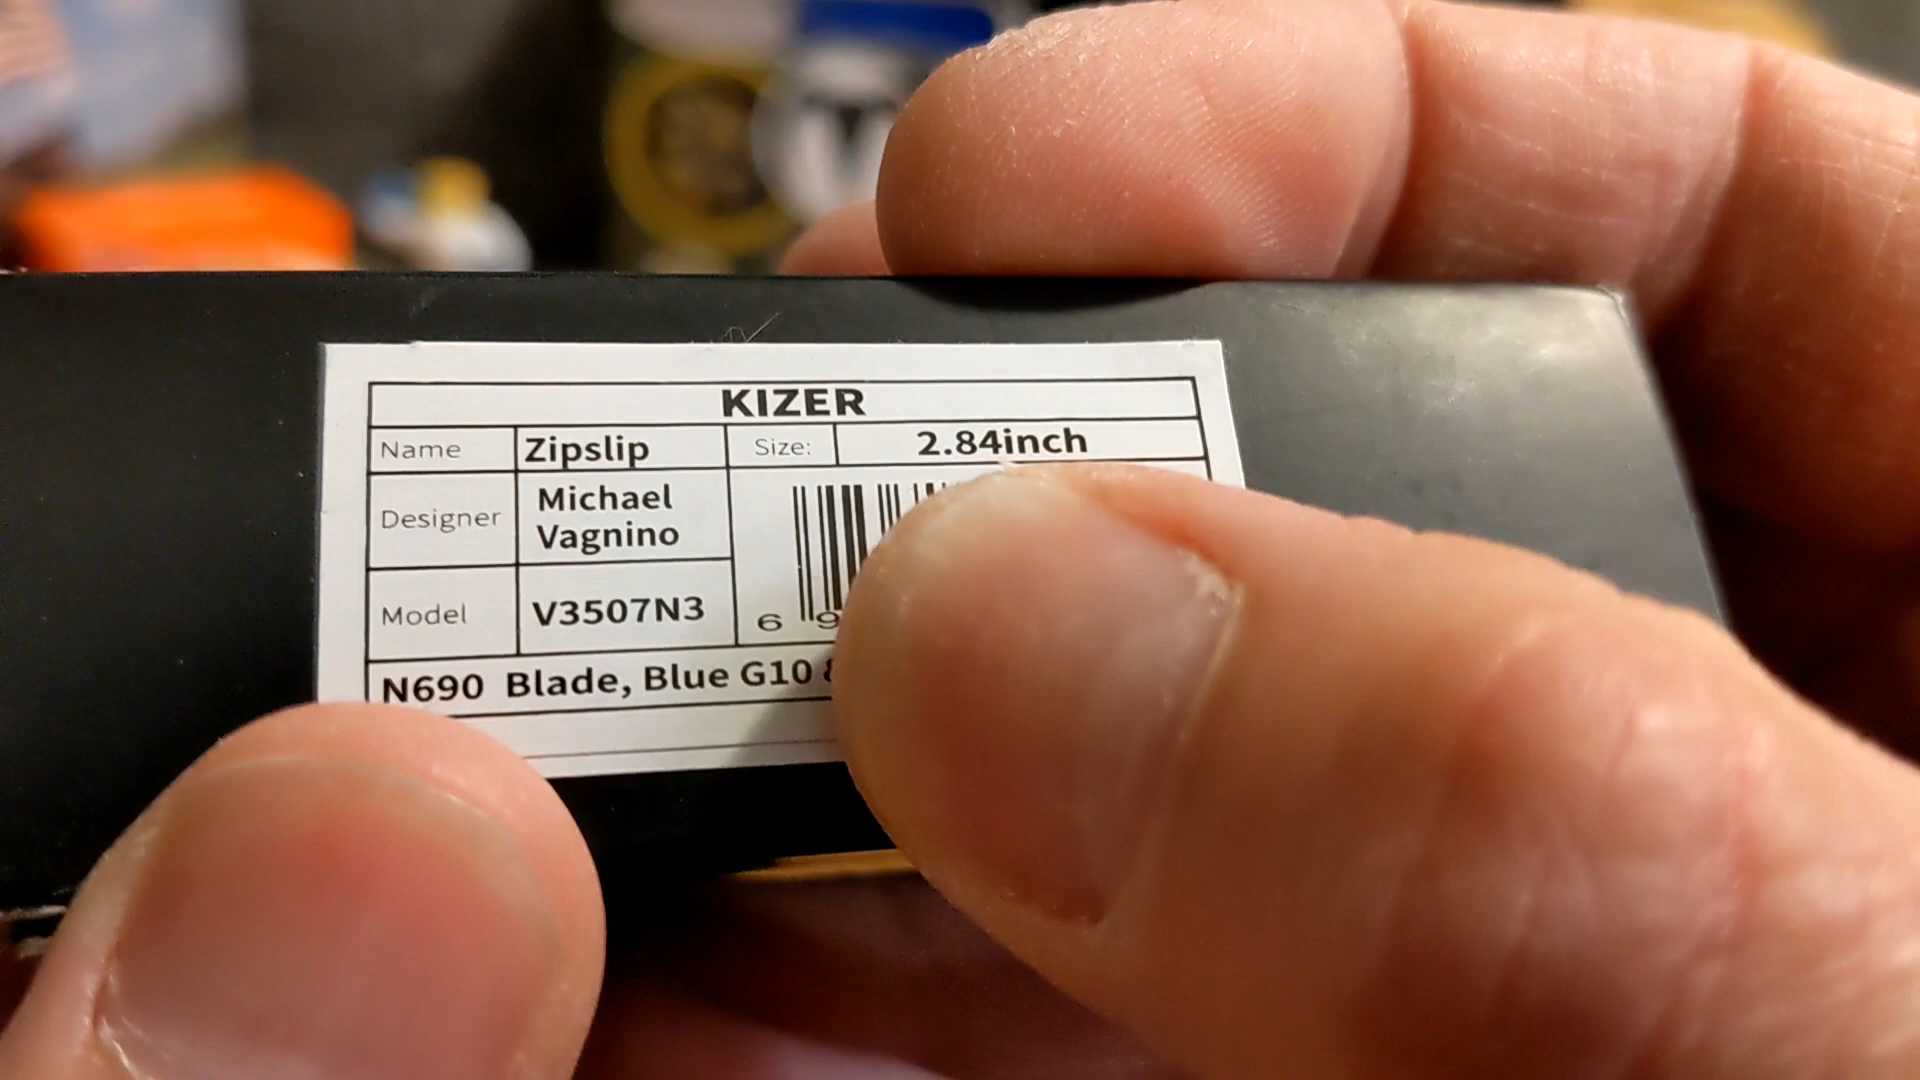 KIZER
Name Zipslip Size: 2.84inch
Designer Michael Vagnino
Model V3507N3
6 9
N690 Blade, Blue G10